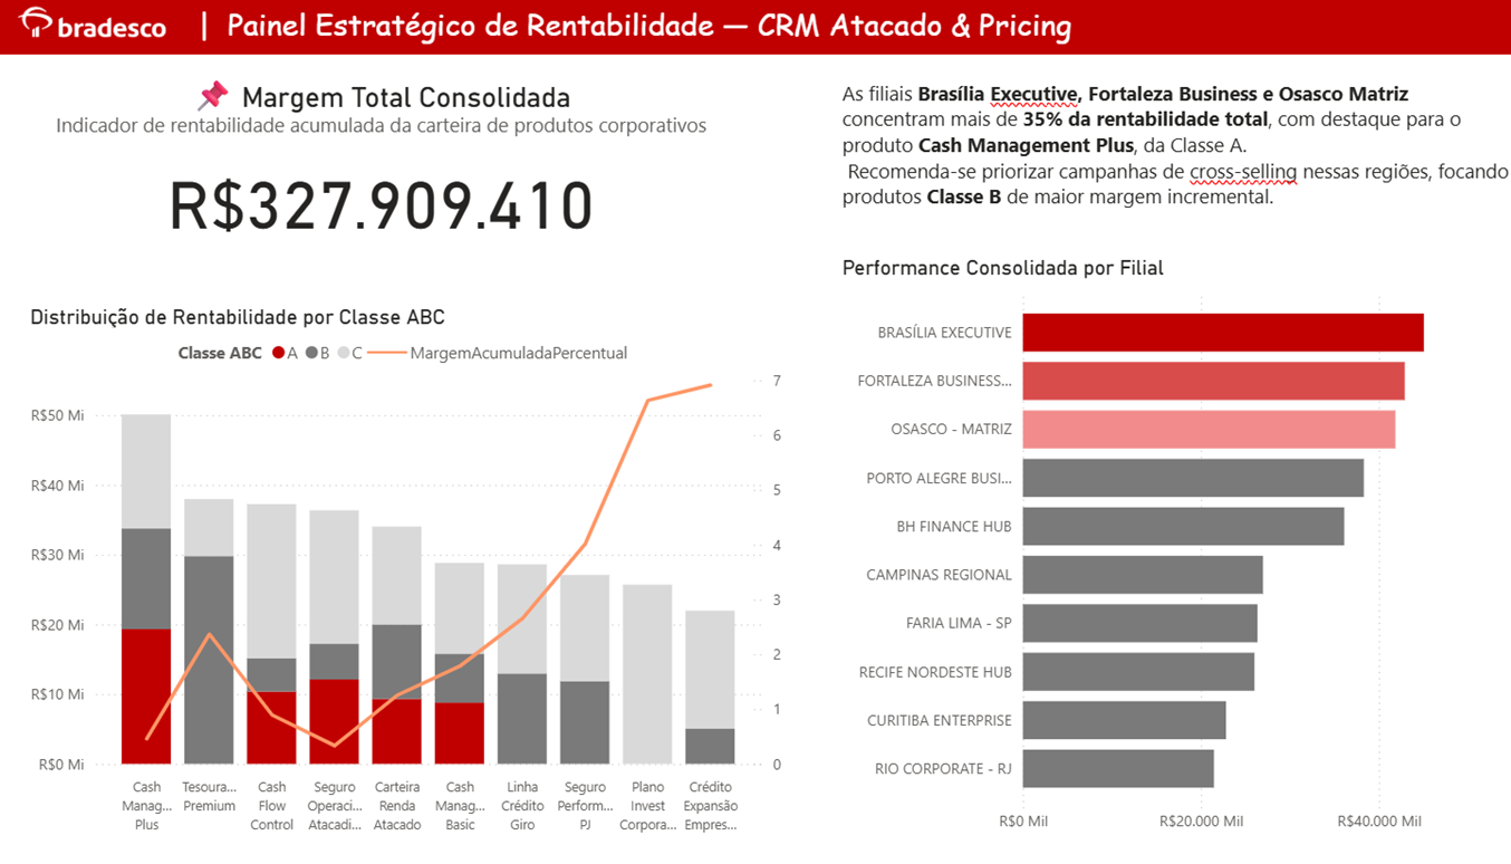 bradesco | Painel Estratégico de Rentabilidade — CRM Atacado & Pricing
Margem Total Consolidada
Indicador de rentabilidade acumulada da carteira de produtos corporativos
R$327.909.410
As filiais Brasília Executive, Fortaleza Business e Osasco Matriz
concentram mais de 35% da rentabilidade total, com destaque para o
produto Cash Management Plus, da Classe A.
Recomenda-se priorizar campanhas de cross-selling nessas regiões, focando
produtos Classe B de maior margem incremental.
Distribuição de Rentabilidade por Classe ABC
Classe ABC A B C MargemAcumuladaPercentual
R$50 Mi
R$40 Mi
R$30 Mi
R$20 Mi
R$10 Mi
R$0 Mi
7
6
5
4
3
2
1
0
Cash
Manag...
Plus
Tesoura...
Premium
Cash
Flow
Control
Seguro
Operaci...
Atacadi...
Carteira
Renda
Atacado
Cash
Manag...
Basic
Linha
Crédito
Giro
Seguro
Perform...
PJ
Plano
Invest
Corpora...
Crédito
Expansão
Empres...
Performance Consolidada por Filial
BRASÍLIA EXECUTIVE
FORTALEZA BUSINESS...
OSASCO - MATRIZ
PORTO ALEGRE BUSI...
BH FINANCE HUB
CAMPINAS REGIONAL
FARIA LIMA - SP
RECIFE NORDESTE HUB
CURITIBA ENTERPRISE
RIO CORPORATE - RJ
R$0 Mil
R$20.000 Mil
R$40.000 Mil